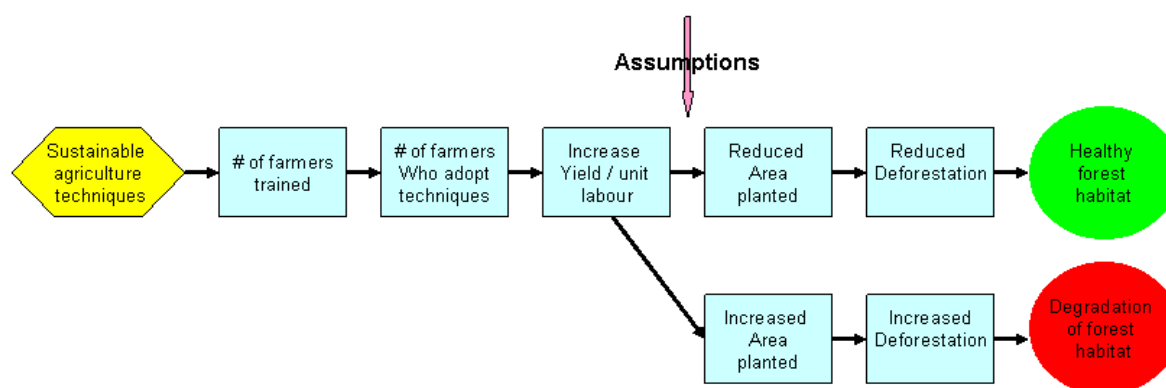 Assumptions
Sustainable
agriculture
techniques
# of farmers
trained
# of farmers
Who adopt
techniques
Increase
Yield / unit
labour
Reduced
Area
planted
Reduced
Deforestation
Healthy
forest
habitat
Increased
Area
planted
Increased
Deforestation
Degradation
of forest
habitat